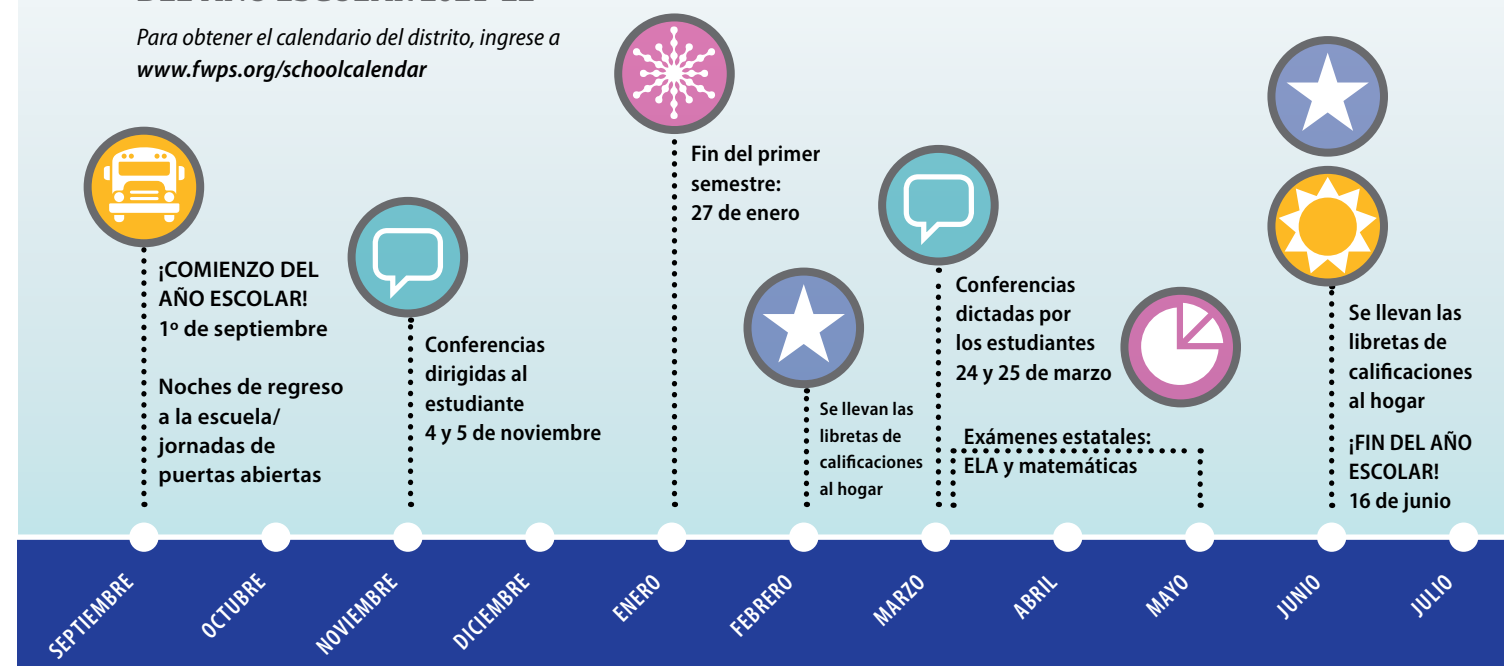 Para obtener el calendario del distrito, ingrese a
www.fwps.org/schoolcalendar
¡COMIENZO DEL
AÑO ESCOLAR!
1º de septiembre
Noches de regreso
a la escuela/
jornadas de
puertas abiertas
Conferencias
dirigidas al
estudiante
4 y 5 de noviembre
Fin del primer
semestre:
27 de enero
Se llevan las
libretas de
calificaciones
al hogar
Conferencias
dictadas por
los estudiantes
24 y 25 de marzo
Exámenes estatales:
ELA y matemáticas
Se llevan las
libretas de
calificaciones
al hogar
¡FIN DEL AÑO
ESCOLAR!
16 de junio
SEPTIEMBRE
OCTUBRE
NOVIEMBRE
DICIEMBRE
ENERO
FEBRERO
MARZO
ABRIL
MAYO
JUNIO
JULIO